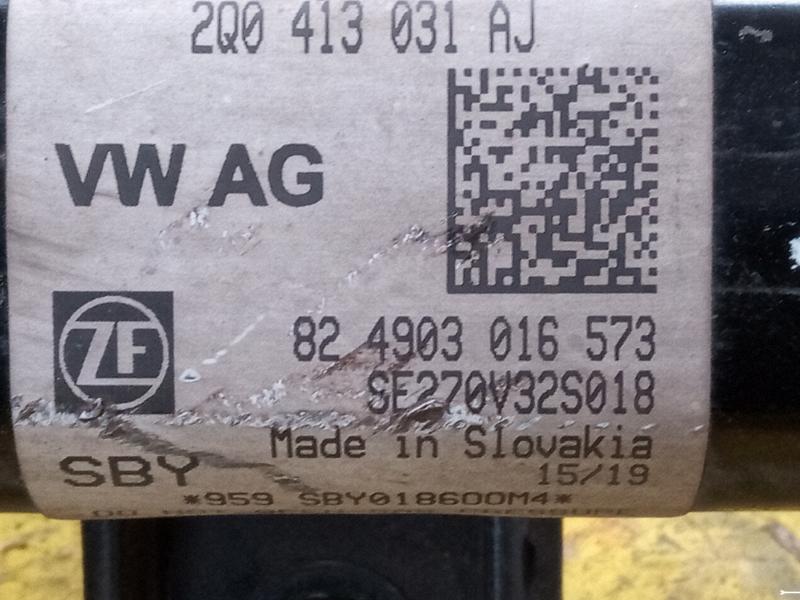 2Q0 413 031 AJ
VW AG
ZF
82 4903 016 573
SE270V32S018
Made in Slovakia
SBY
15/19
*959 SBY018600M4*